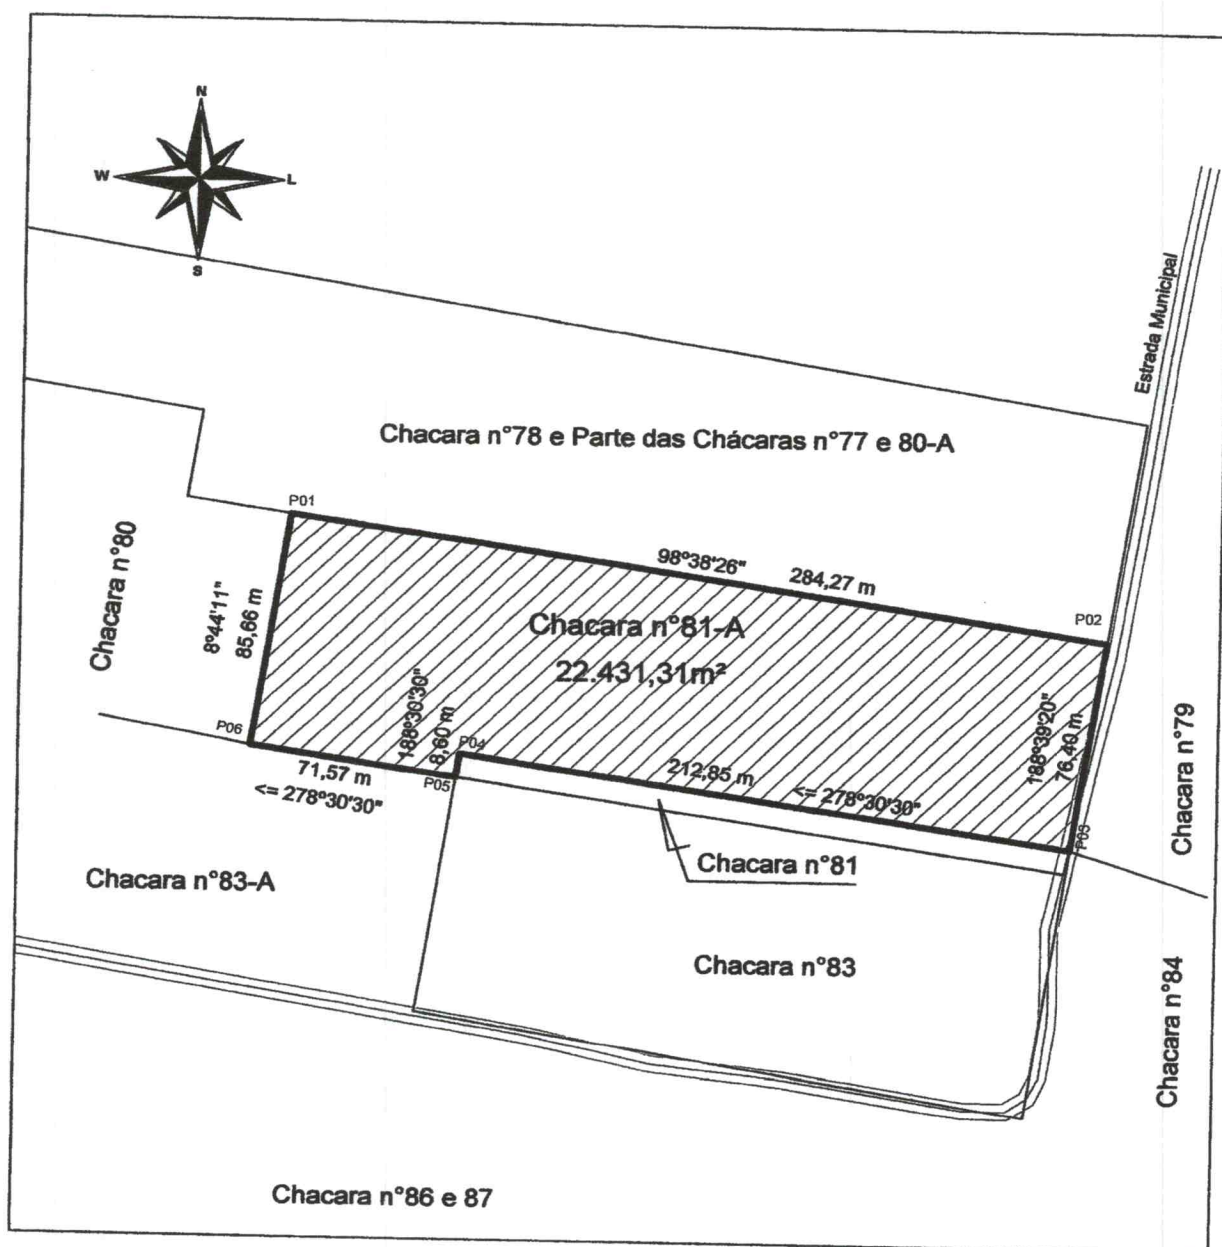 N
W
L
S
Estrada Municipal
Chacara n°78 e Parte das Chácaras n°77 e 80-A
P01
98°38'26"
284,27 m
P02
Chacara n°80
8°44'11"
85,66 m
Chacara n°81-A
22.431,31m²
188°39'20"
76,40 m
Chacara n°79
188°30'30"
8,60 m
P06
P04
P05
71,57 m
<= 278°30'30"
212,85 m
<= 278°30'30"
P03
Chacara n°81
Chacara n°83-A
Chacara n°83
Chacara n°84
Chacara n°86 e 87